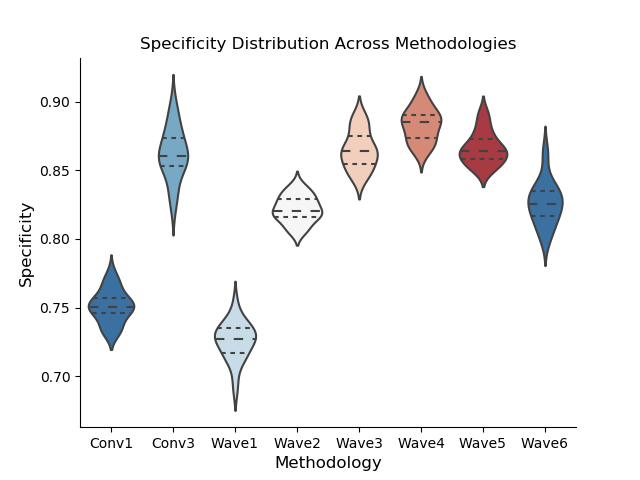 Specificity Distribution Across Methodologies
0.90
0.85
0.80
0.75
0.70
Specificity
Conv1 Conv3 Wave1 Wave2 Wave3 Wave4 Wave5 Wave6
Methodology